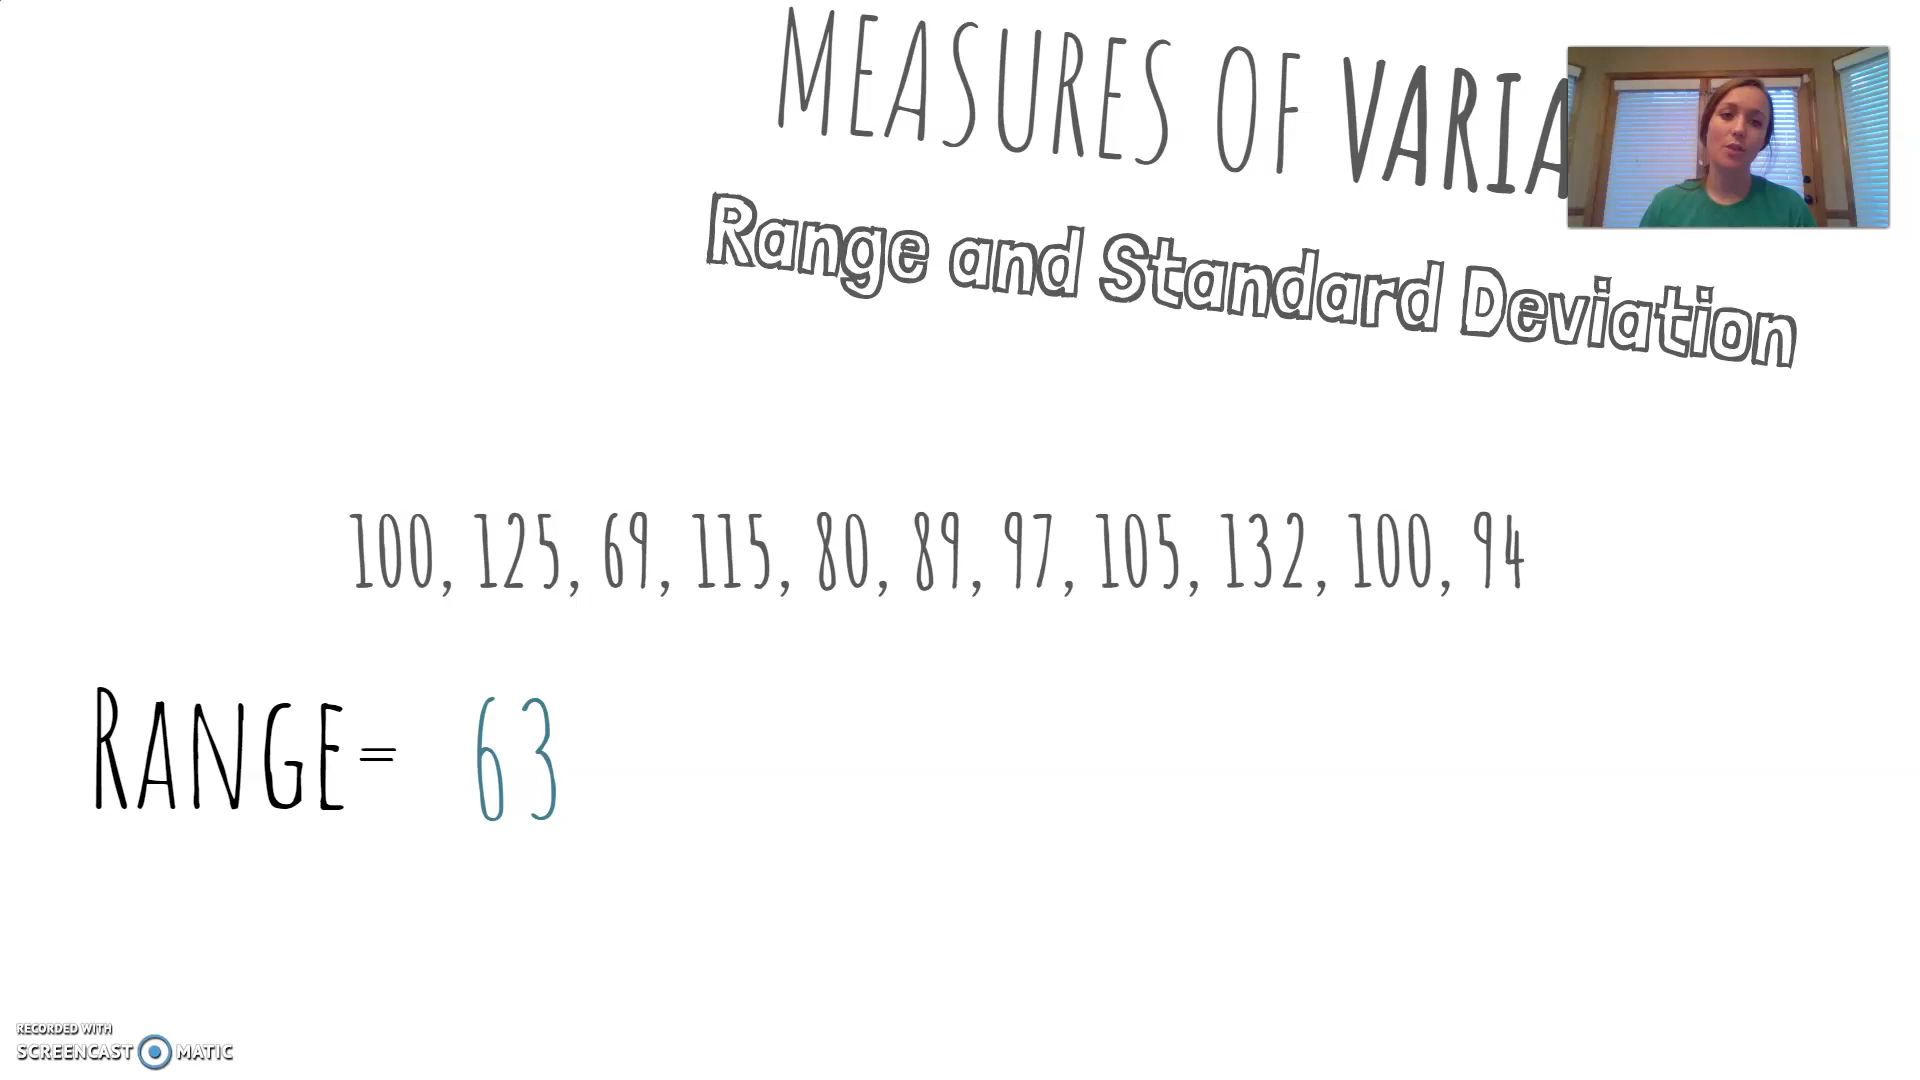 MEASURES OF VARIA
Range and Standard Deviation
100, 125, 69, 115, 80, 89, 97, 105, 132, 100, 94
RANGE= 63
RECORDED WITH
SCREENCAST MATIC